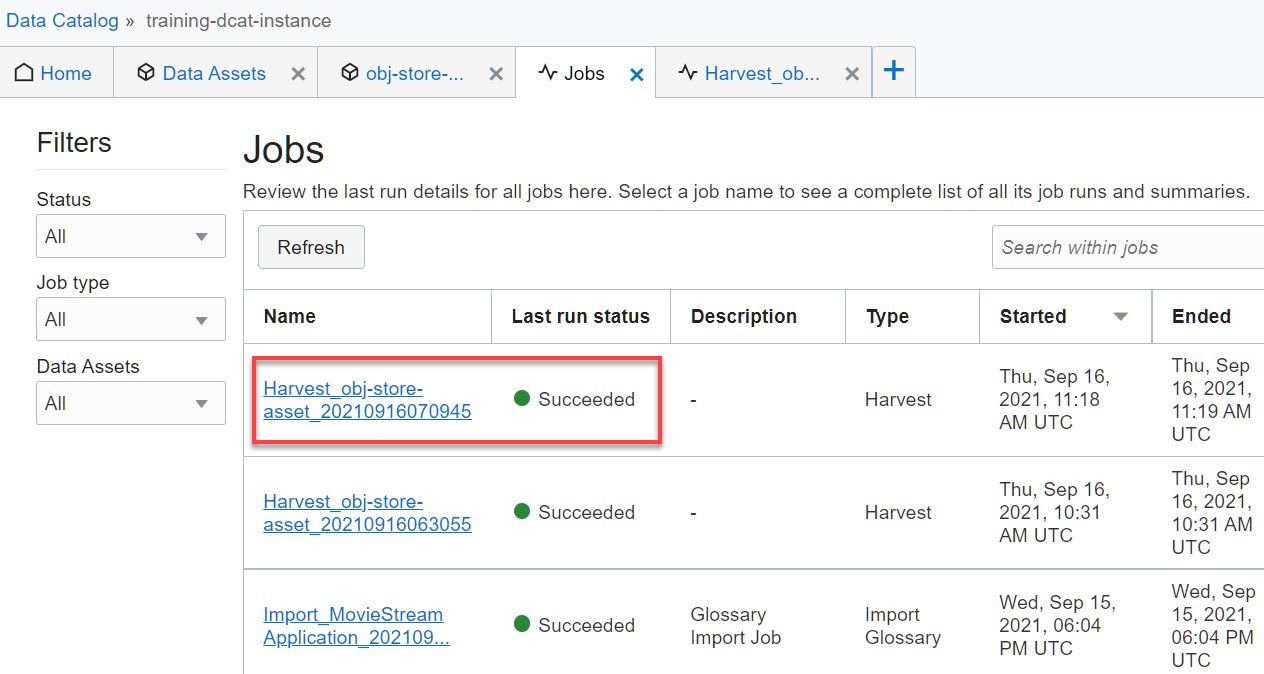 Data Catalog » training-dcat-instance
Home
Data Assets
obj-store-...
Jobs
Harvest_ob...
Filters
Status
All
Job type
All
Data Assets
All
Jobs
Review the last run details for all jobs here. Select a job name to see a complete list of all its job runs and summaries.
Refresh
Search within jobs
Name
Last run status
Description
Type
Started
Ended
Harvest_obj-store-
asset_20210916070945
Succeeded
-
Harvest
Thu, Sep 16,
2021, 11:18
AM UTC
Thu, Sep
16, 2021,
11:19 AM
UTC
Harvest_obj-store-
asset_20210916063055
Succeeded
-
Harvest
Thu, Sep 16,
2021, 10:31
AM UTC
Thu, Sep
16, 2021,
10:31 AM
UTC
Import_MovieStream
Application_202109...
Succeeded
Glossary
Import Job
Import
Glossary
Wed, Sep 15,
2021, 06:04
PM UTC
Wed, Sep
15, 2021,
06:04 PM
UTC